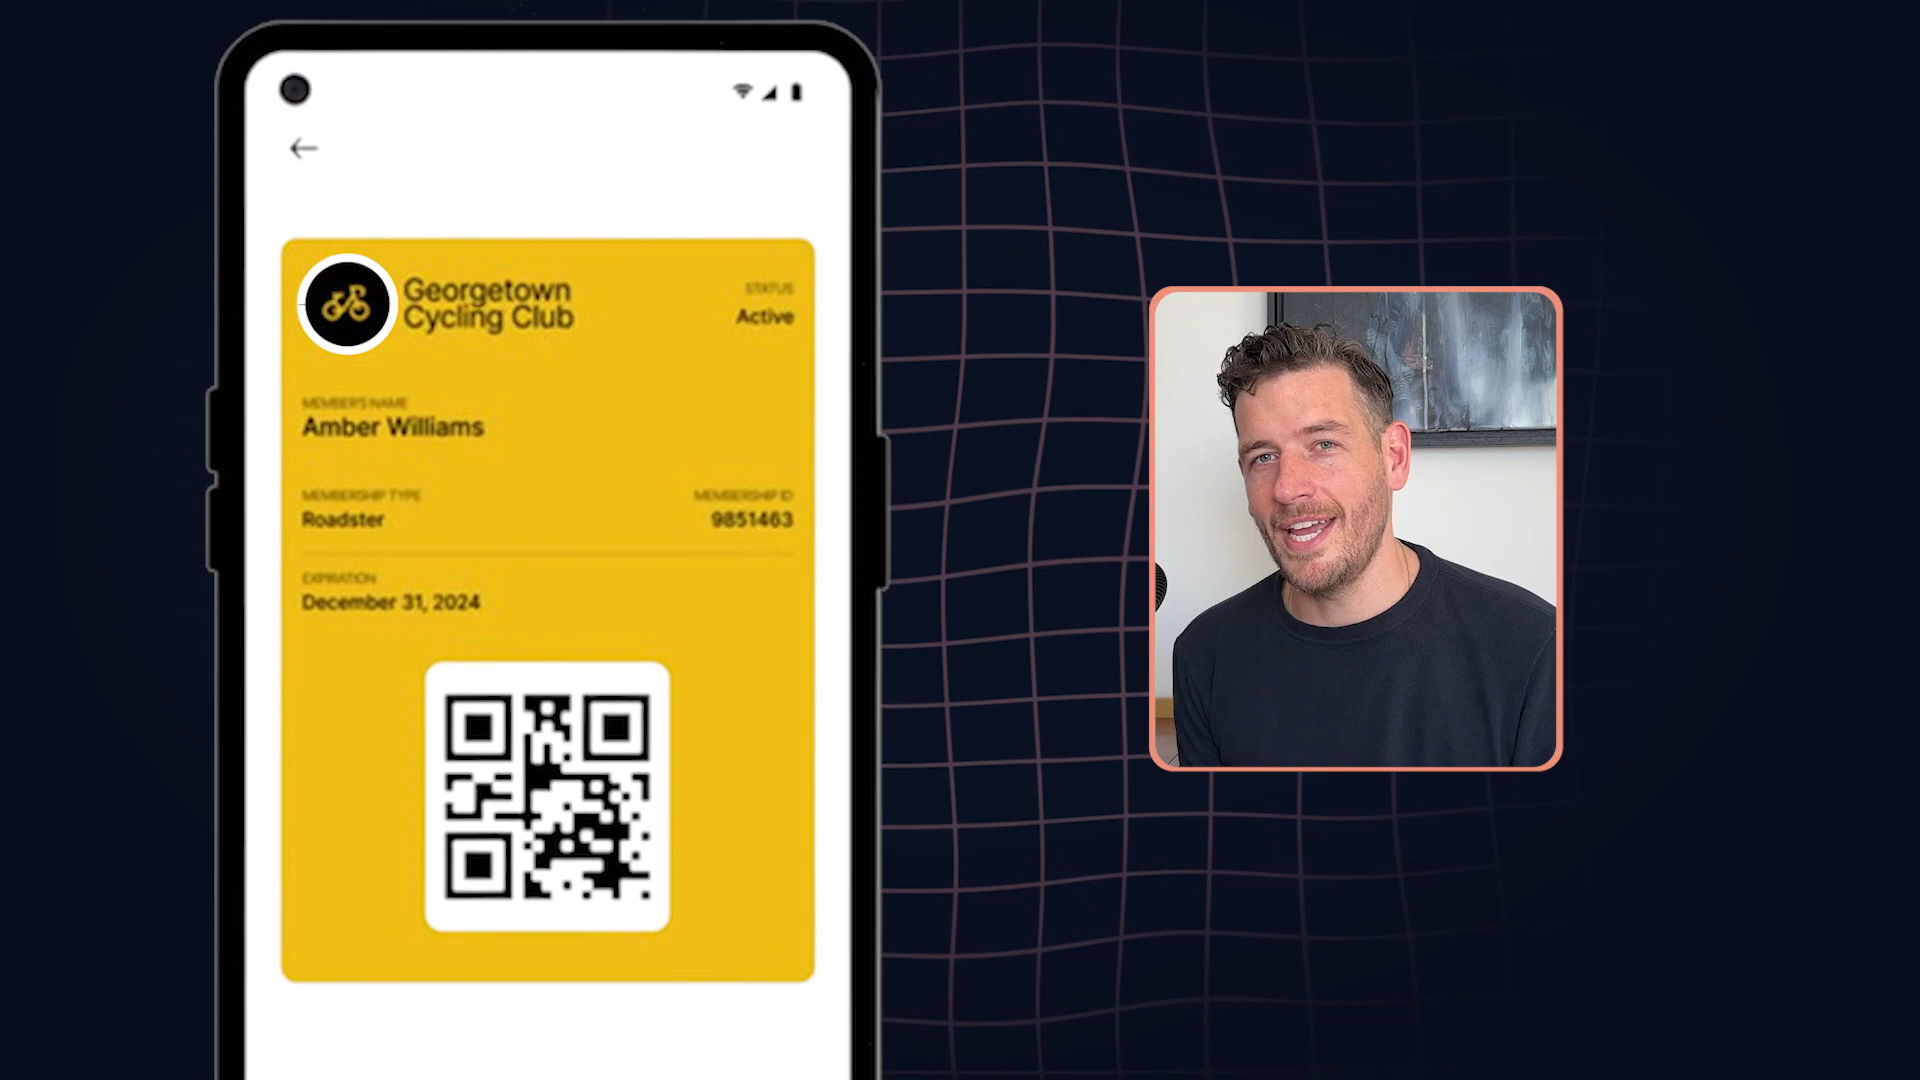 Georgetown
Cycling Club
STATUS
Active
MEMBER'S NAME
Amber Williams
MEMBERSHIP TYPE
Roadster
MEMBERSHIP ID
9851463
EXPIRATION
December 31, 2024